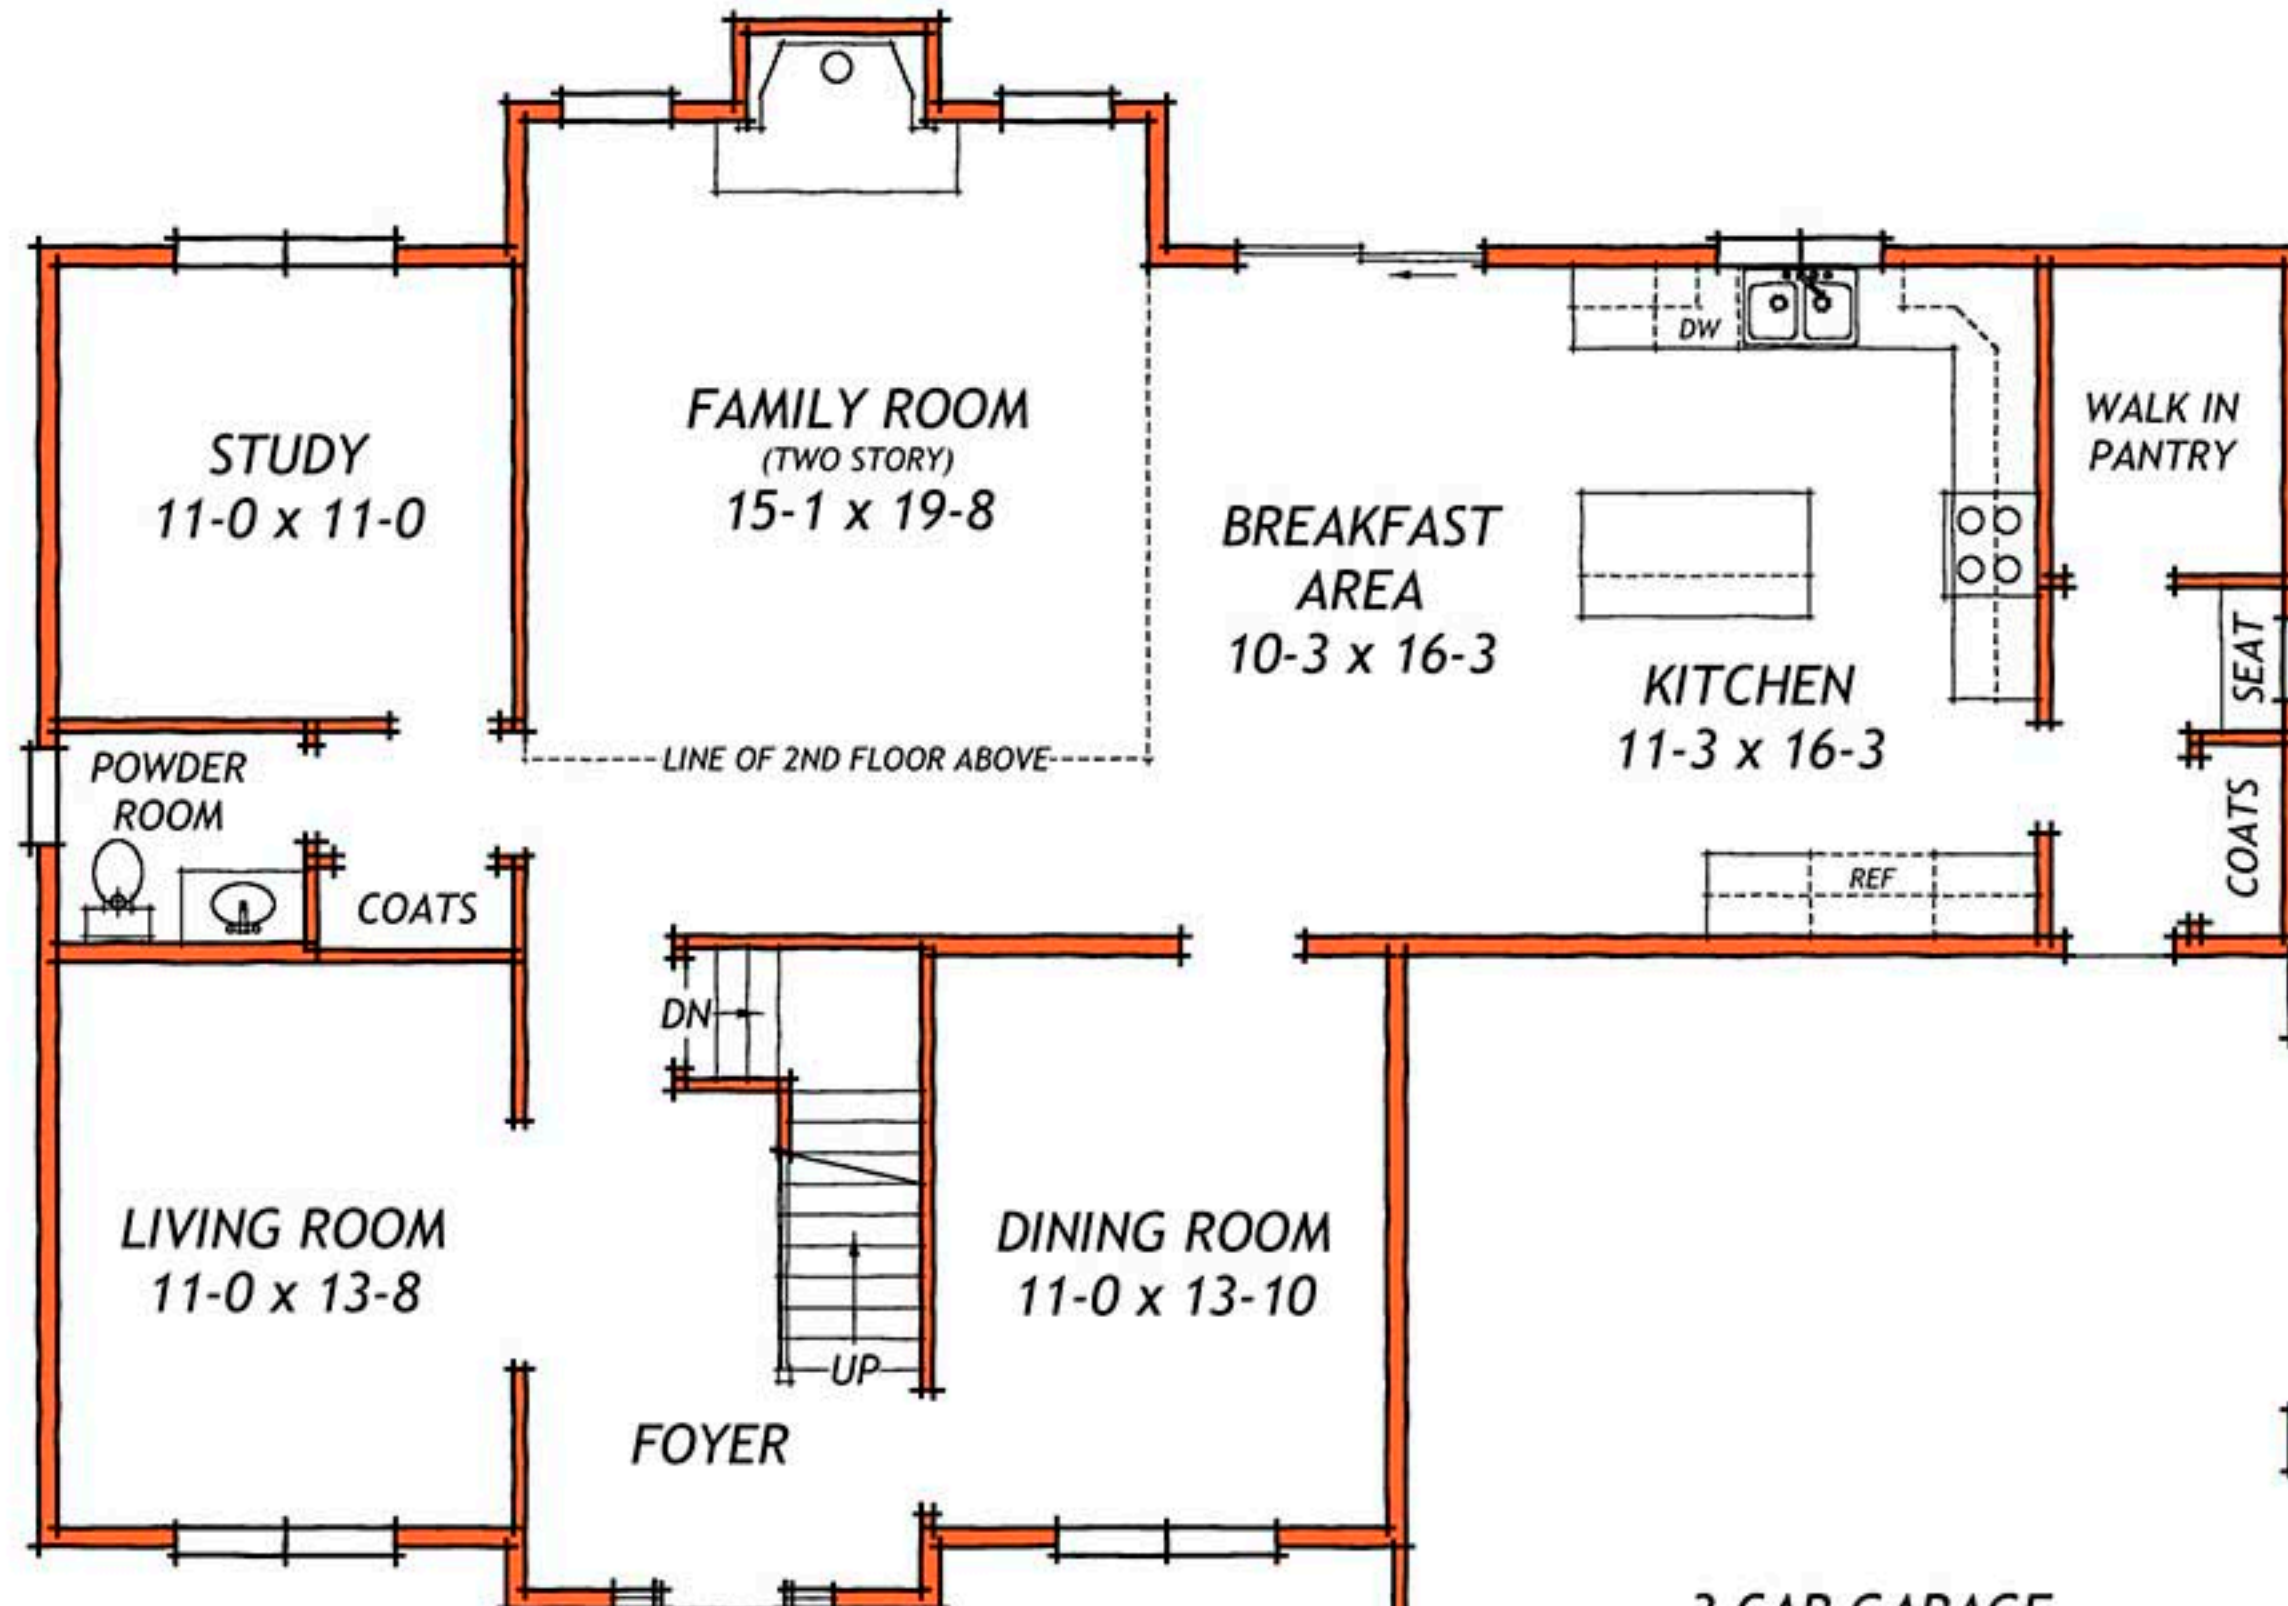 FAMILY ROOM
(TWO STORY)
15-1 x 19-8
STUDY
11-0 x 11-0
DW
WALK IN
PANTRY
BREAKFAST
AREA
10-3 x 16-3
KITCHEN
11-3 x 16-3
SEAT
LINE OF 2ND FLOOR ABOVE
POWDER
ROOM
COATS
COATS
REF
DN
LIVING ROOM
11-0 x 13-8
DINING ROOM
11-0 x 13-10
UP
FOYER
CAR GARAGE